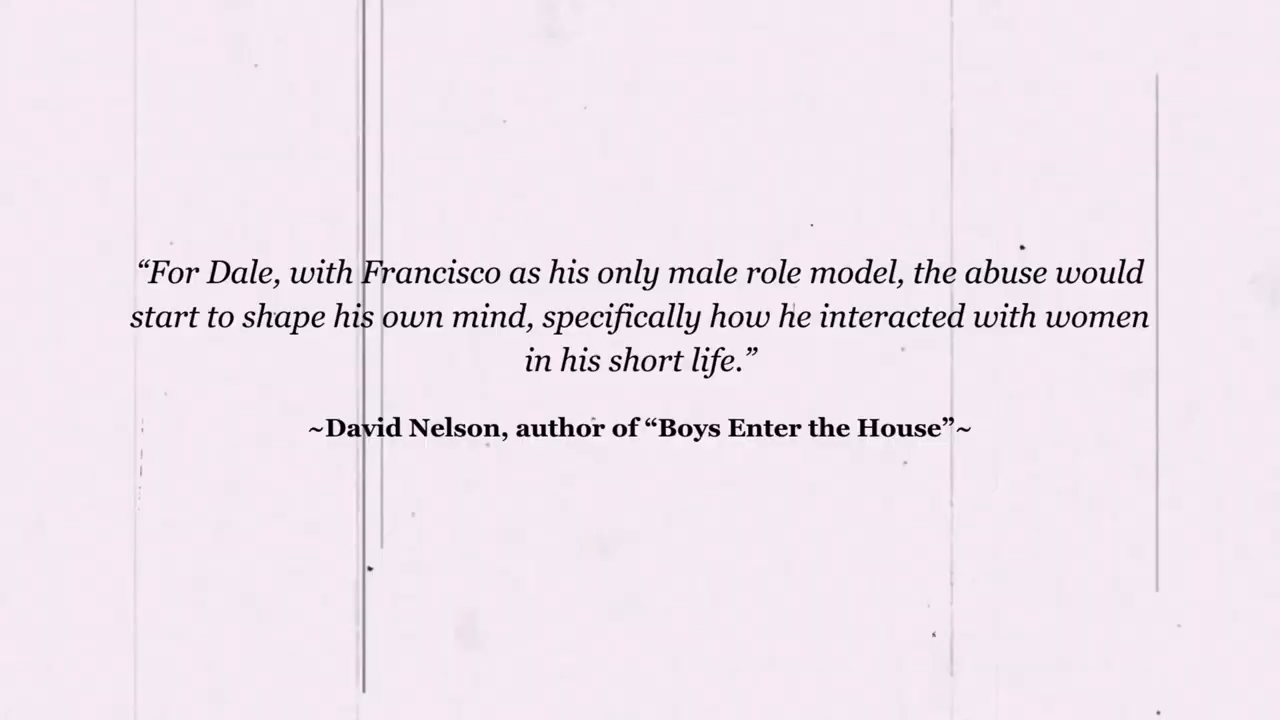 “For Dale, with Francisco as his only male role model, the abuse would
start to shape his own mind, specifically how he interacted with women
in his short life.”
~David Nelson, author of “Boys Enter the House”~